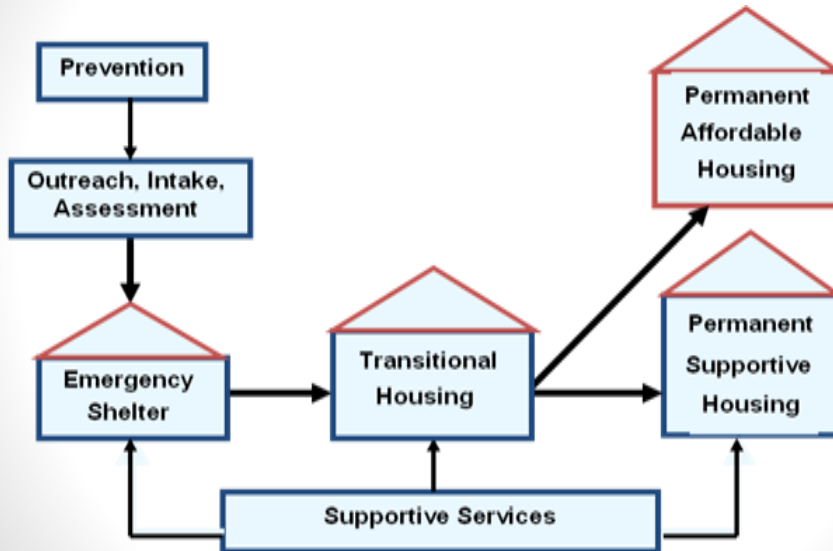 Prevention
Outreach, Intake,
Assessment
Emergency
Shelter
Transitional
Housing
Permanent
Affordable
Housing
Permanent
Supportive
Housing
Supportive Services